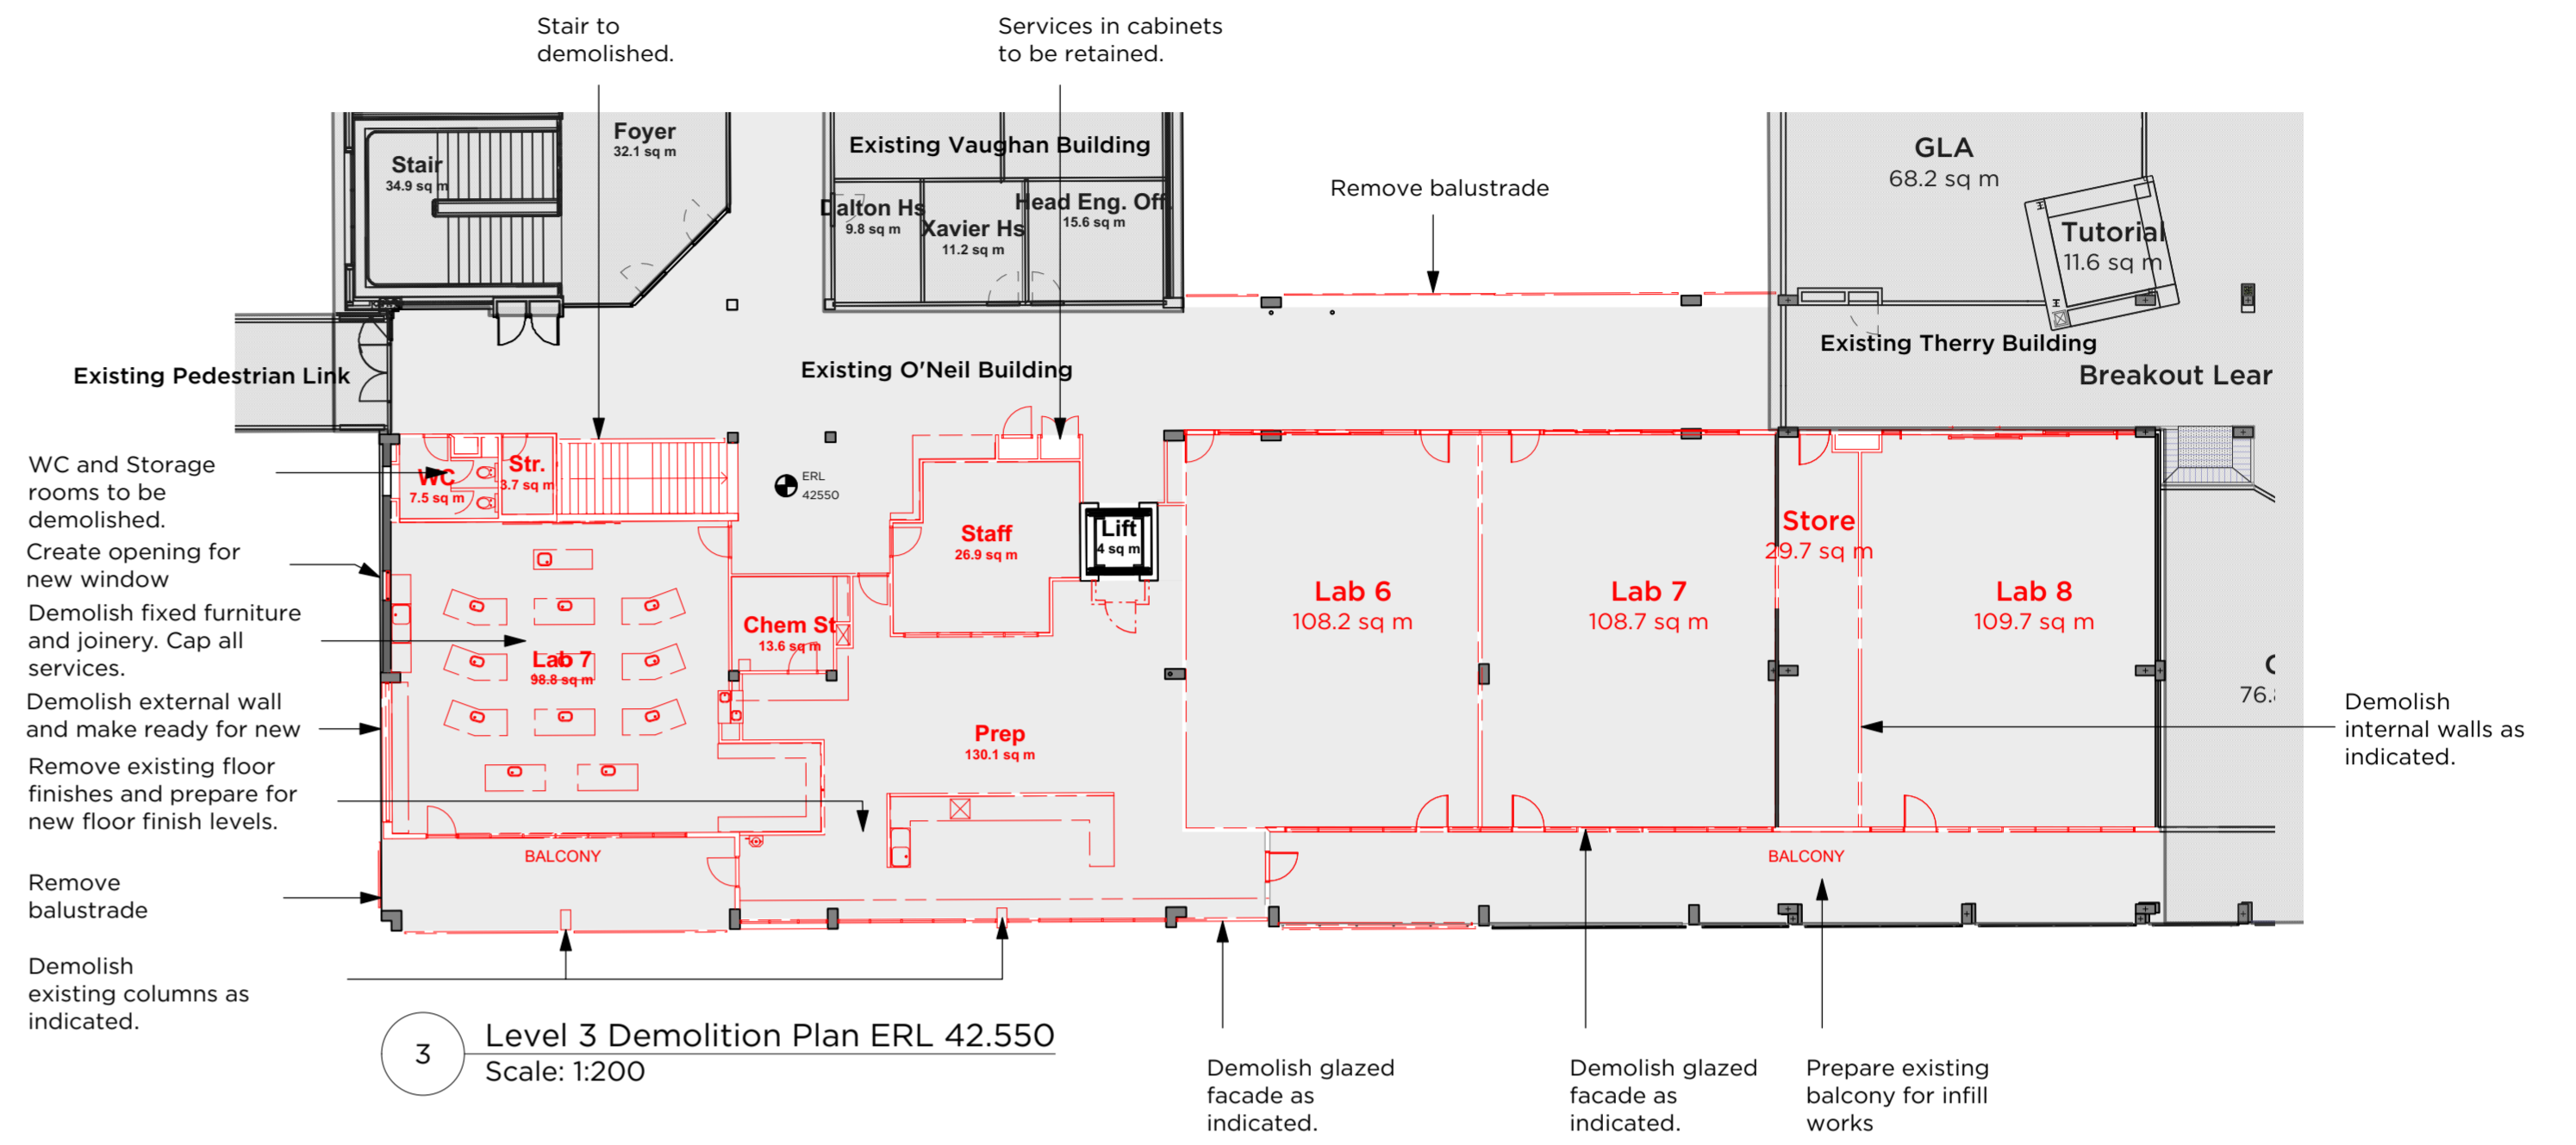 Stair to
demolished.
Services in cabinets
to be retained.
Foyer
32.1 sq m
Stair
34.9 sq m
Existing Vaughan Building
Dalton Hs
9.8 sq m
Xavier Hs
11.2 sq m
Head Eng. Off.
15.6 sq m
Remove balustrade
GLA
68.2 sq m
Tutorial
11.6 sq m
Existing Therry Building
Breakout Lear
Existing Pedestrian Link
Existing O'Neil Building
WC and Storage
rooms to be
demolished.
WC
7.5 sq m
Str.
3.7 sq m
ERL
42550
Staff
26.9 sq m
Lift
4 sq m
Store
29.7 sq m
Create opening for
new window
Demolish fixed furniture
and joinery. Cap all
services.
Lab 6
108.2 sq m
Lab 7
108.7 sq m
Lab 8
109.7 sq m
Chem St
13.6 sq m
Lab 7
98.8 sq m
76.
Demolish external wall
and make ready for new
Prep
130.1 sq m
Demolish
internal walls as
indicated.
Remove existing floor
finishes and prepare for
new floor finish levels.
BALCONY
BALCONY
Remove
balustrade
Demolish
existing columns as
indicated.
3
Level 3 Demolition Plan ERL 42.550
Scale: 1:200
Demolish glazed
facade as
indicated.
Demolish glazed
facade as
indicated.
Prepare existing
balcony for infill
works